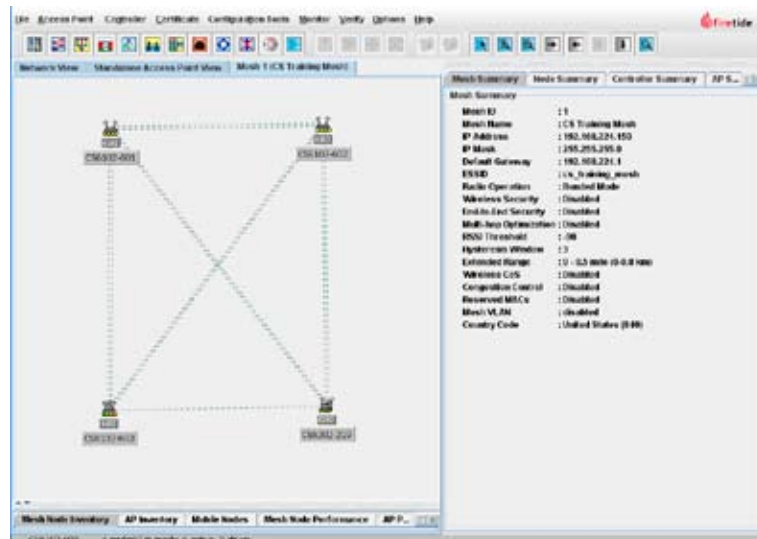 File Access Point Controller Certificate Configuration Tools Monitor Verify Options Help
firetide
Network View Standalone Access Point View Mesh 1 (CS Training Mesh)
Mesh Summary Node Summary Controller Summary AP S...
Mesh Summary
Mesh ID : 1
Mesh Name : CS Training Mesh
IP Address : 192.168.224.150
IP Mask : 255.255.255.0
Default Gateway : 192.168.221.1
ESSID : cs_training_mesh
Radio Operation : Bonded Mode
Wireless Security : Disabled
End-to-End Security : Disabled
Multi-hop Optimization : Disabled
RSSI Threshold : -90
Hysteresis Window : 3
Extended Range : 0 - 0.5 mile (0-0.8 km)
Wireless CoS : Disabled
Congestion Control : Disabled
Reserved MACs : Disabled
Mesh VLAN : disabled
Country Code : United States (840)
Mesh Node Inventory AP Inventory Mobile Nodes Mesh Node Performance AP P...